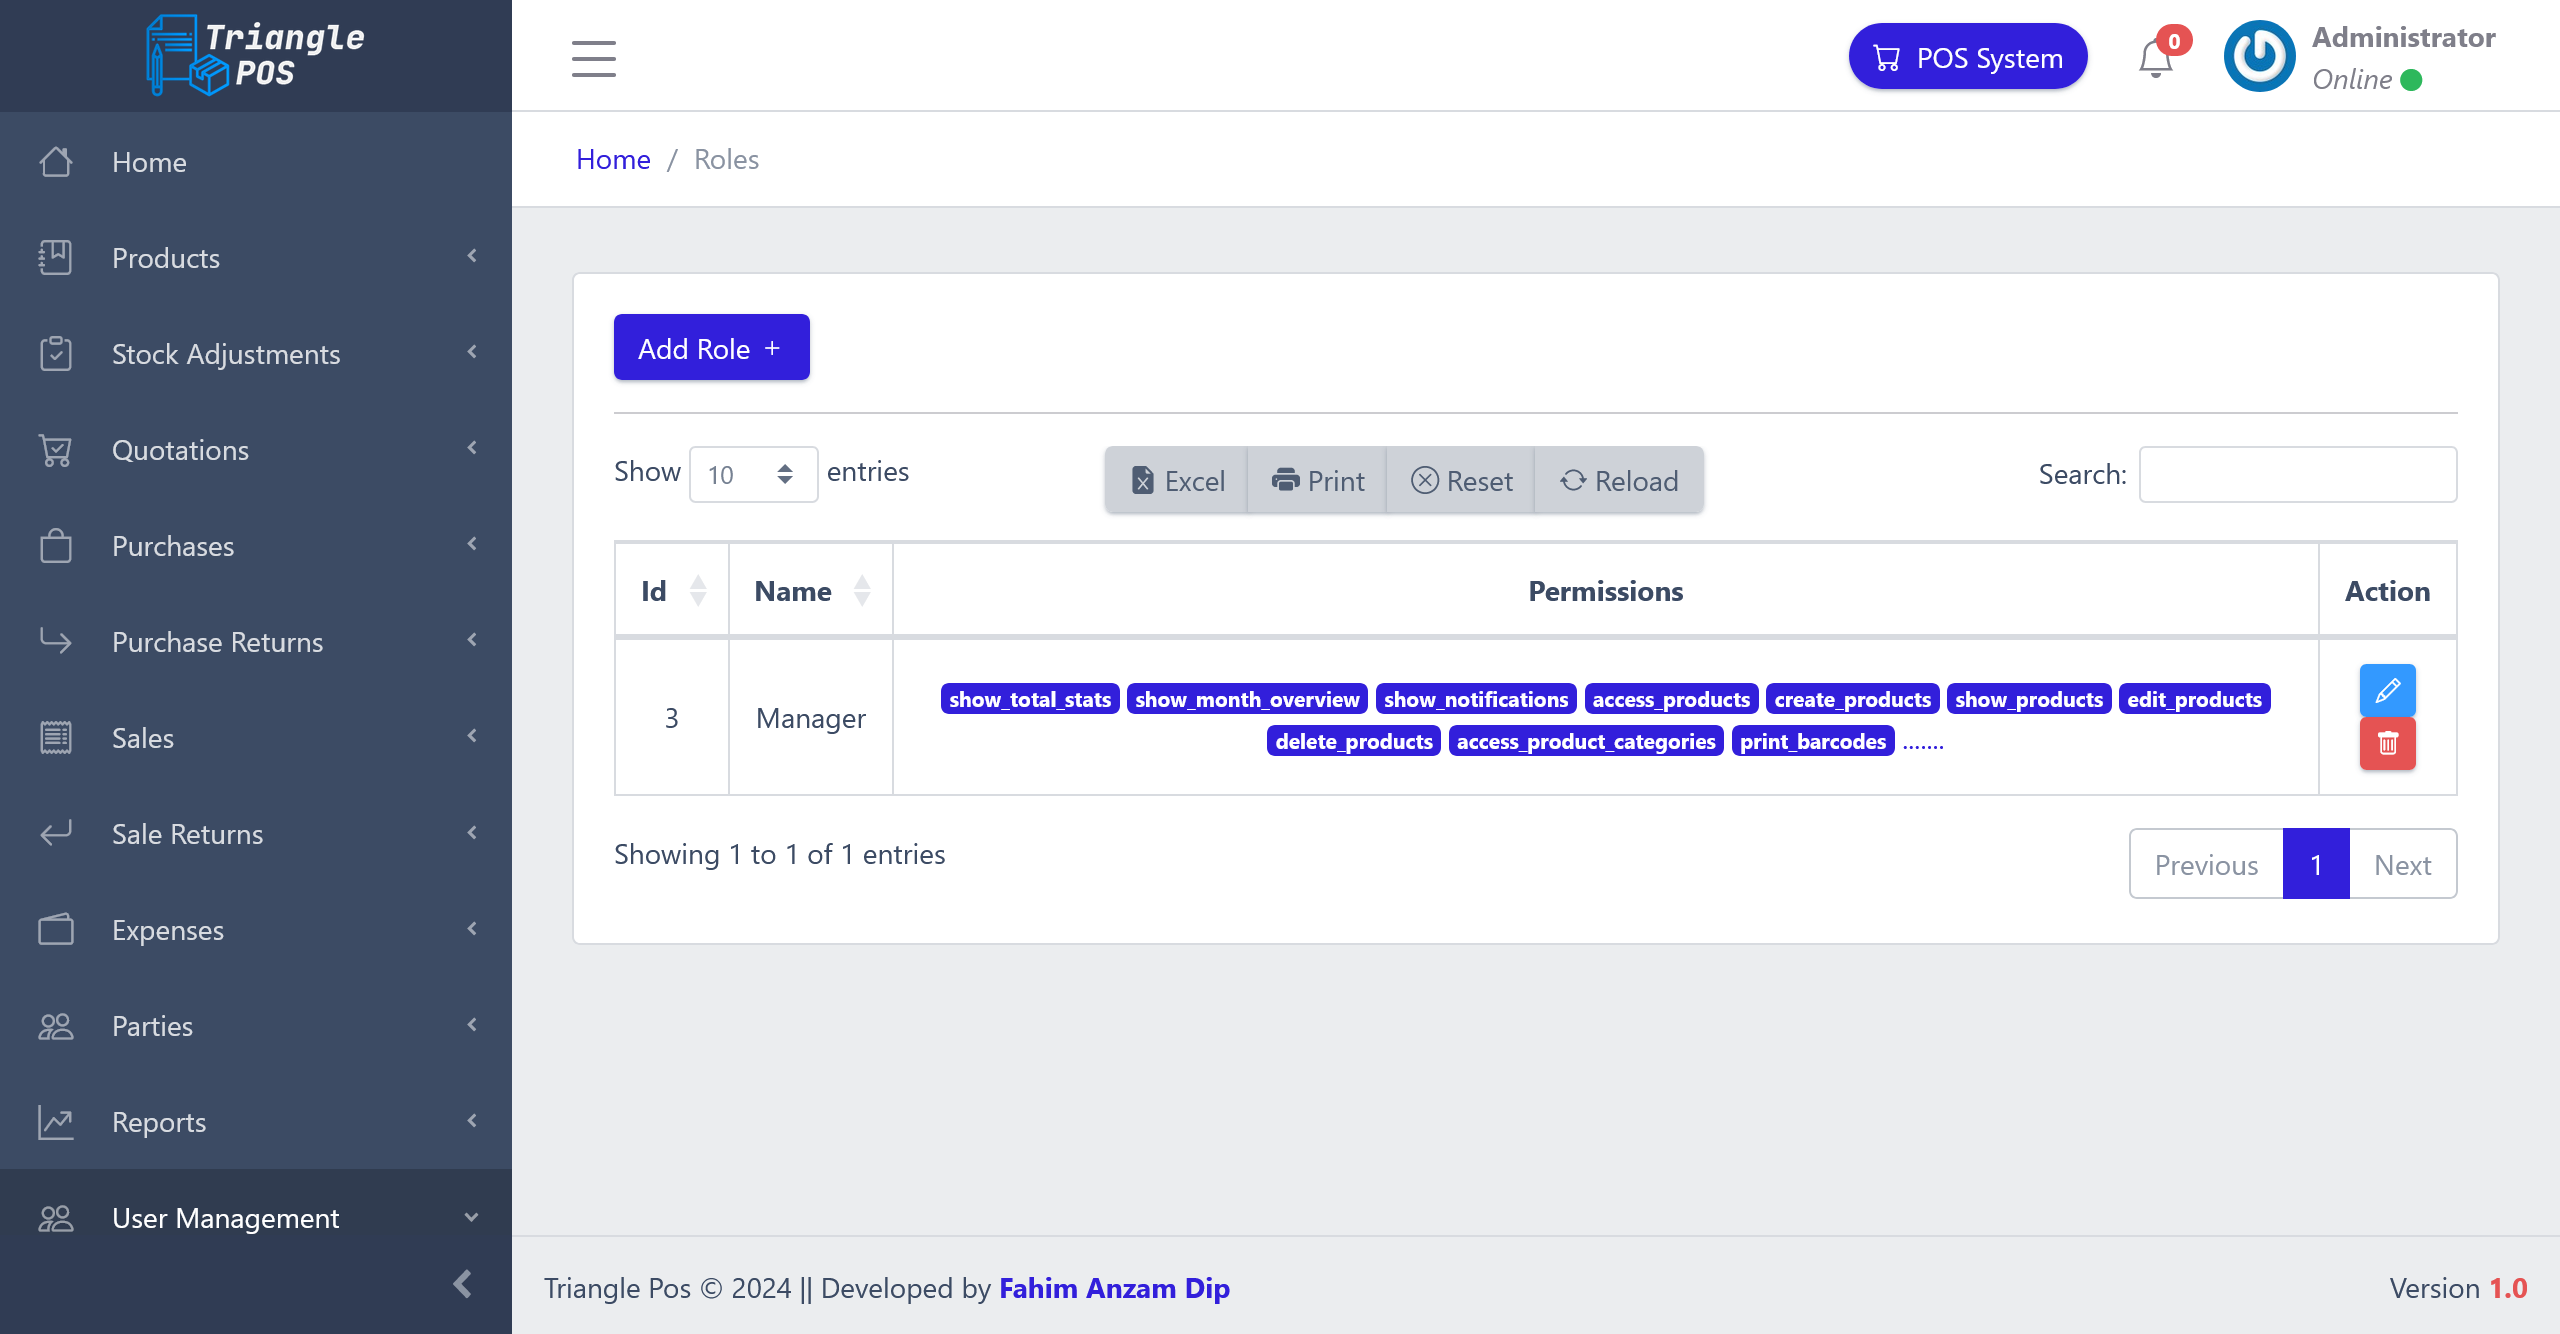 Triangle
POS
POS System
0
Administrator
Online
Home
Products
Stock Adjustments
Quotations
Purchases
Purchase Returns
Sales
Sale Returns
Expenses
Parties
Reports
User Management
Home / Roles
Add Role +
Show 10 entries
Excel Print Reset Reload
Search:
Id Name Permissions Action
3 Manager
show_total_stats show_month_overview show_notifications access_products create_products show_products edit_products
delete_products access_product_categories print_barcodes .......
Showing 1 to 1 of 1 entries
Previous 1 Next
Triangle Pos © 2024 || Developed by Fahim Anzam Dip
Version 1.0